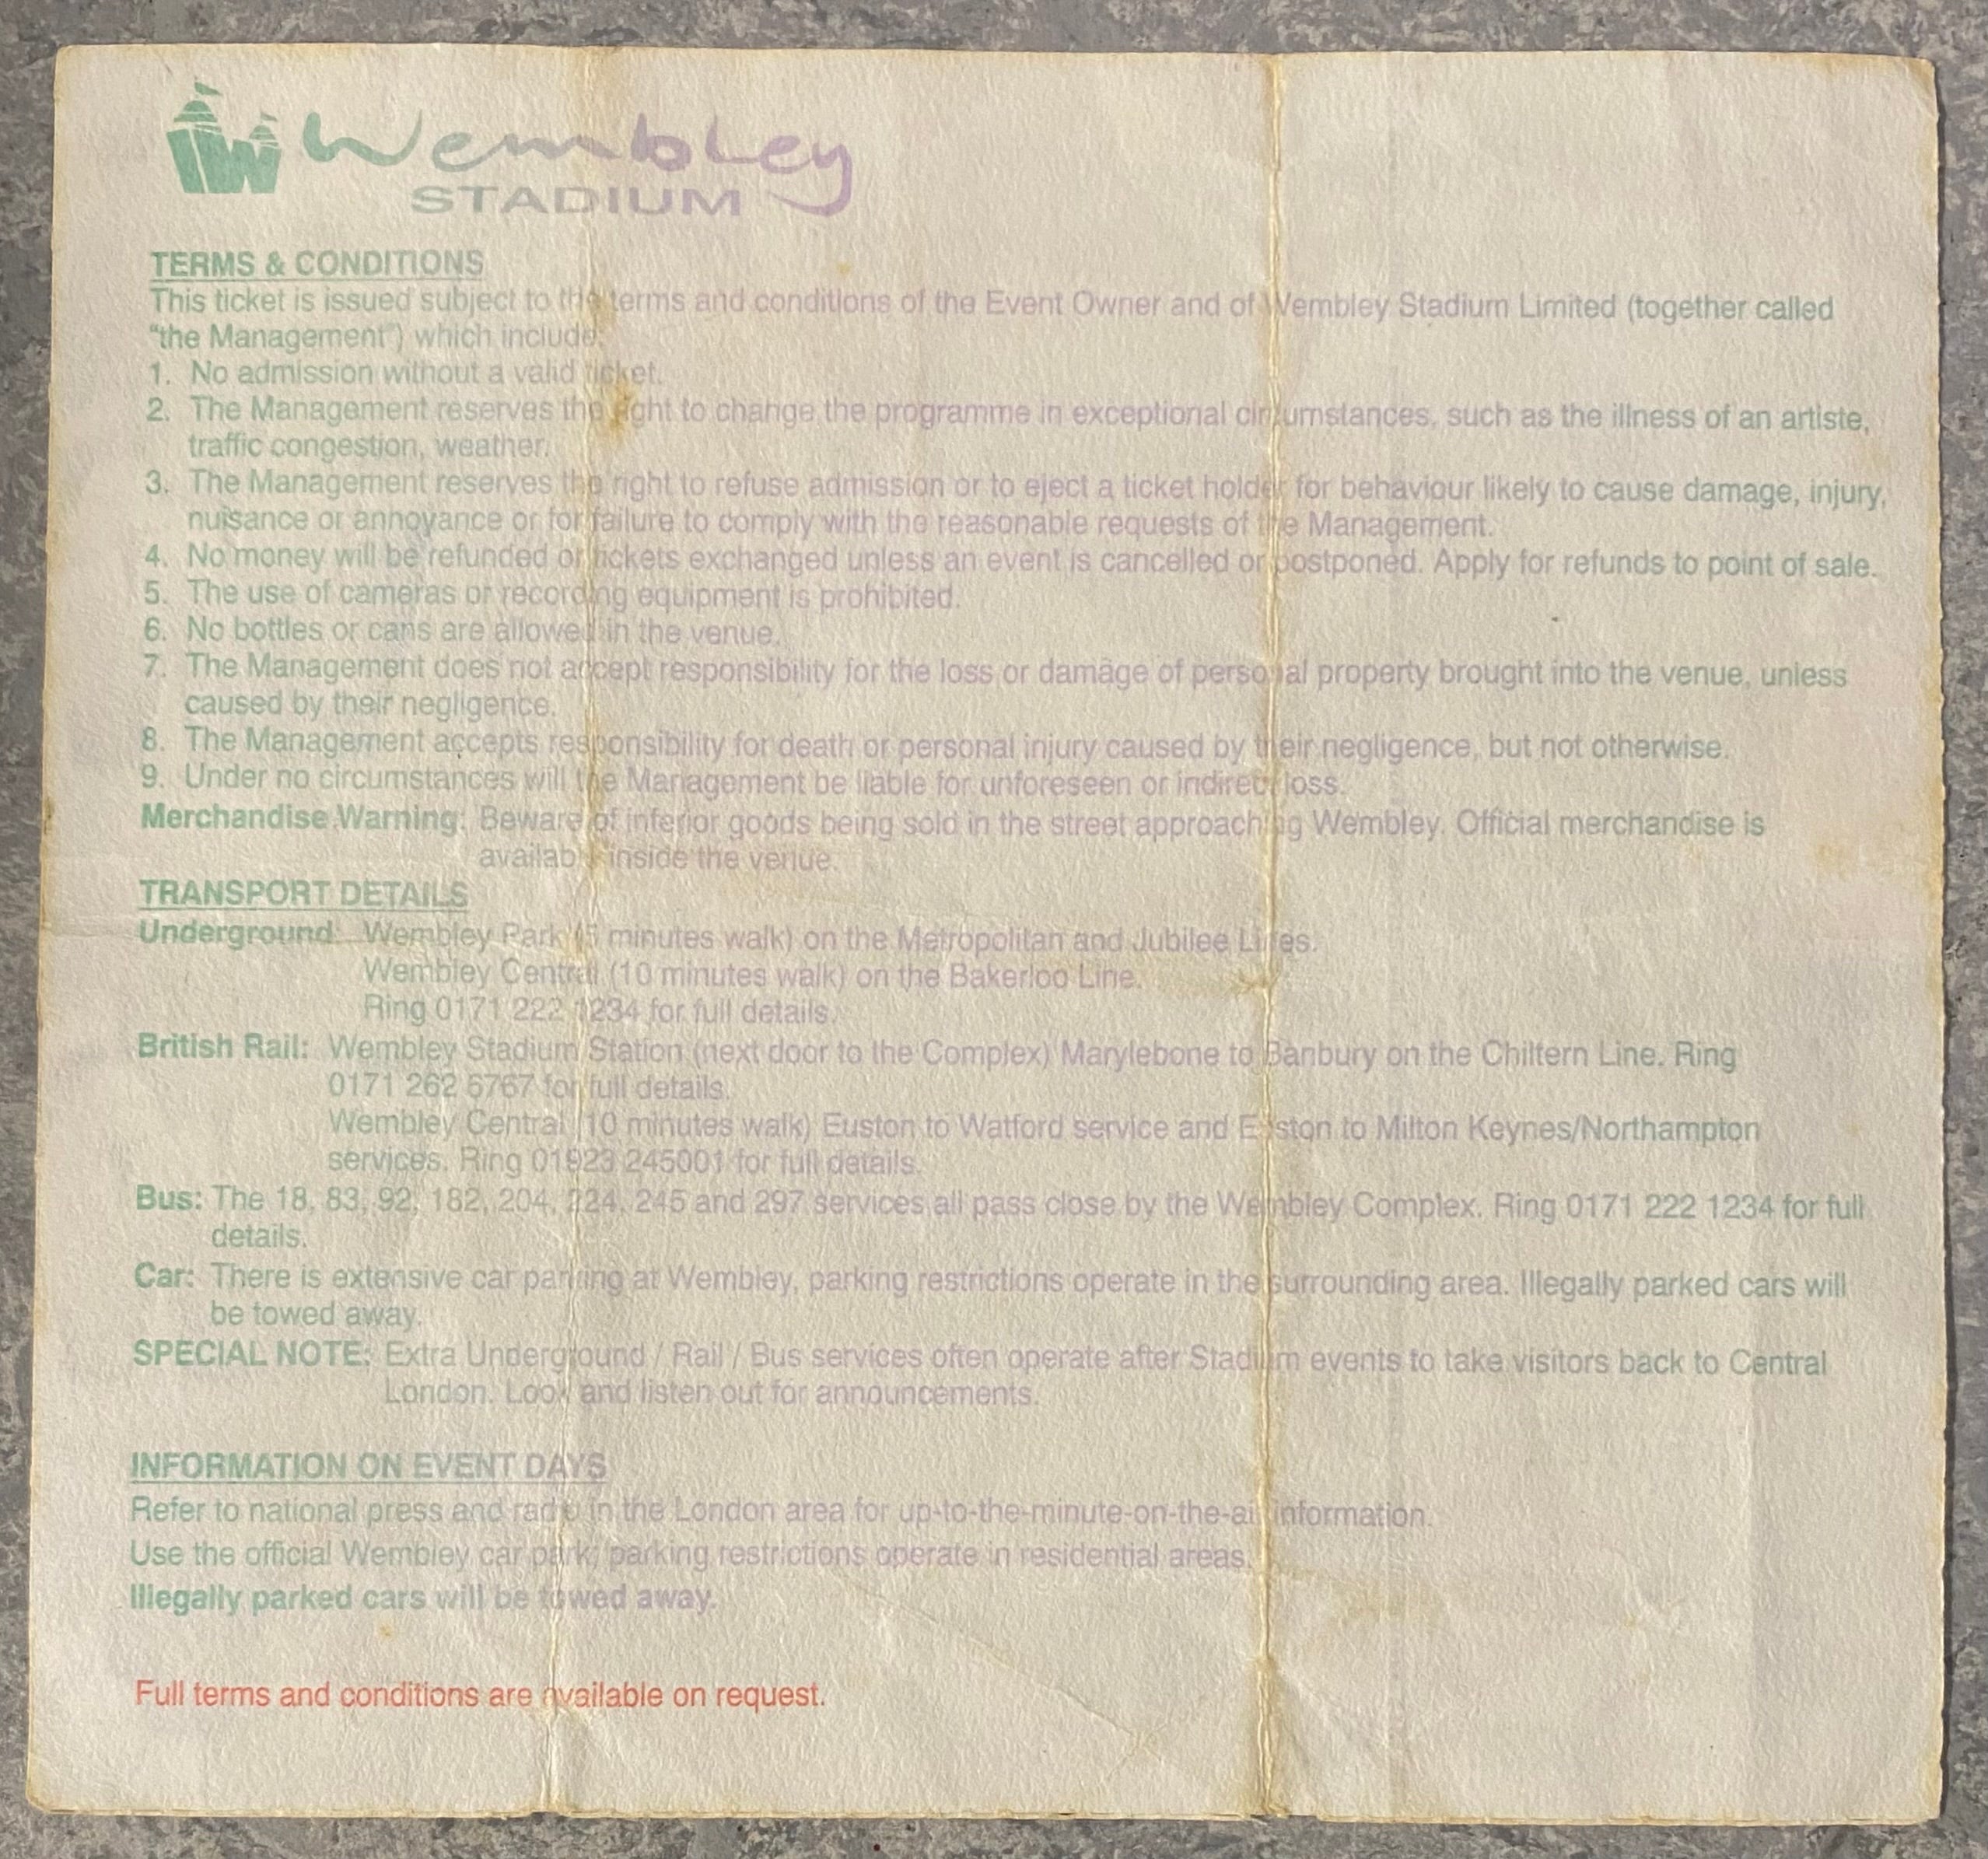 Wembley
STADIUM
TERMS & CONDITIONS
This ticket is issued subject to the terms and conditions of the Event Owner and of Wembley Stadium Limited (together called
“the Management”) which include:
1. No admission without a valid ticket.
2. The Management reserves the right to change the programme in exceptional circumstances, such as the illness of an artiste,
traffic congestion, weather.
3. The Management reserves the right to refuse admission or to eject a ticket holder for behaviour likely to cause damage, injury,
nuisance or annoyance or for failure to comply with the reasonable requests of the Management.
4. No money will be refunded or tickets exchanged unless an event is cancelled or postponed. Apply for refunds to point of sale.
5. The use of cameras or recording equipment is prohibited.
6. No bottles or cans are allowed in the venue.
7. The Management does not accept responsibility for the loss or damage of personal property brought into the venue, unless
caused by their negligence.
8. The Management accepts responsibility for death or personal injury caused by their negligence, but not otherwise.
9. Under no circumstances will the Management be liable for unforeseen or indirect loss.
Merchandise Warning: Beware of inferior goods being sold in the street approaching Wembley. Official merchandise is
available inside the venue.
TRANSPORT DETAILS
Underground: Wembley Park (5 minutes walk) on the Metropolitan and Jubilee Lines.
Wembley Central (10 minutes walk) on the Bakerloo Line.
Ring 0171 222 1234 for full details.
British Rail: Wembley Stadium Station (next door to the Complex) Marylebone to Banbury on the Chiltern Line. Ring
0171 262 6767 for full details.
Wembley Central (10 minutes walk) Euston to Watford service and Euston to Milton Keynes/Northampton
services. Ring 01923 245001 for full details.
Bus: The 18, 83, 92, 182, 204, 224, 245 and 297 services all pass close by the Wembley Complex. Ring 0171 222 1234 for full
details.
Car: There is extensive car parking at Wembley, parking restrictions operate in the surrounding area. Illegally parked cars will
be towed away.
SPECIAL NOTE: Extra Underground / Rail / Bus services often operate after Stadium events to take visitors back to Central
London. Look and listen out for announcements.
INFORMATION ON EVENT DAYS
Refer to national press and radio in the London area for up-to-the-minute-on-the-air information.
Use the official Wembley car park; parking restrictions operate in residential areas.
Illegally parked cars will be towed away.
Full terms and conditions are available on request.